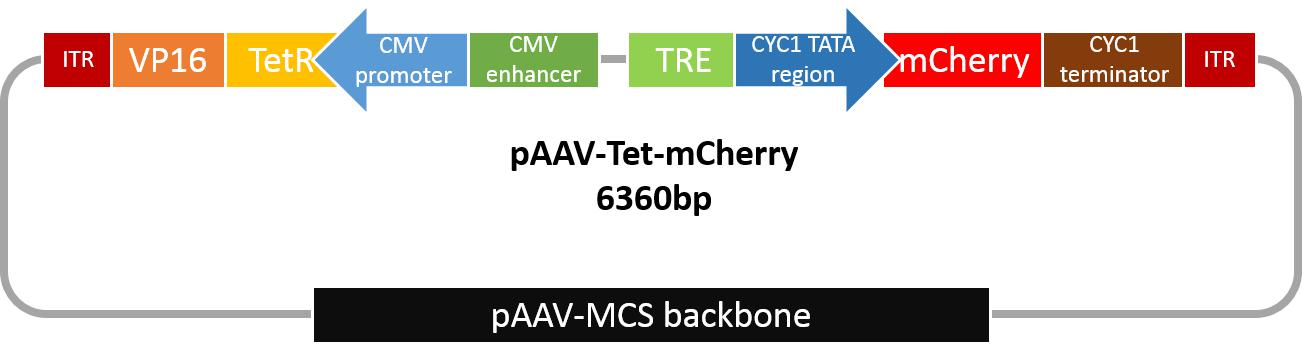 ITR
VP16
TetR
CMV
promoter
CMV
enhancer
TRE
CYC1 TATA
region
mCherry
CYC1
terminator
ITR
pAAV-Tet-mCherry
6360bp
pAAV-MCS backbone